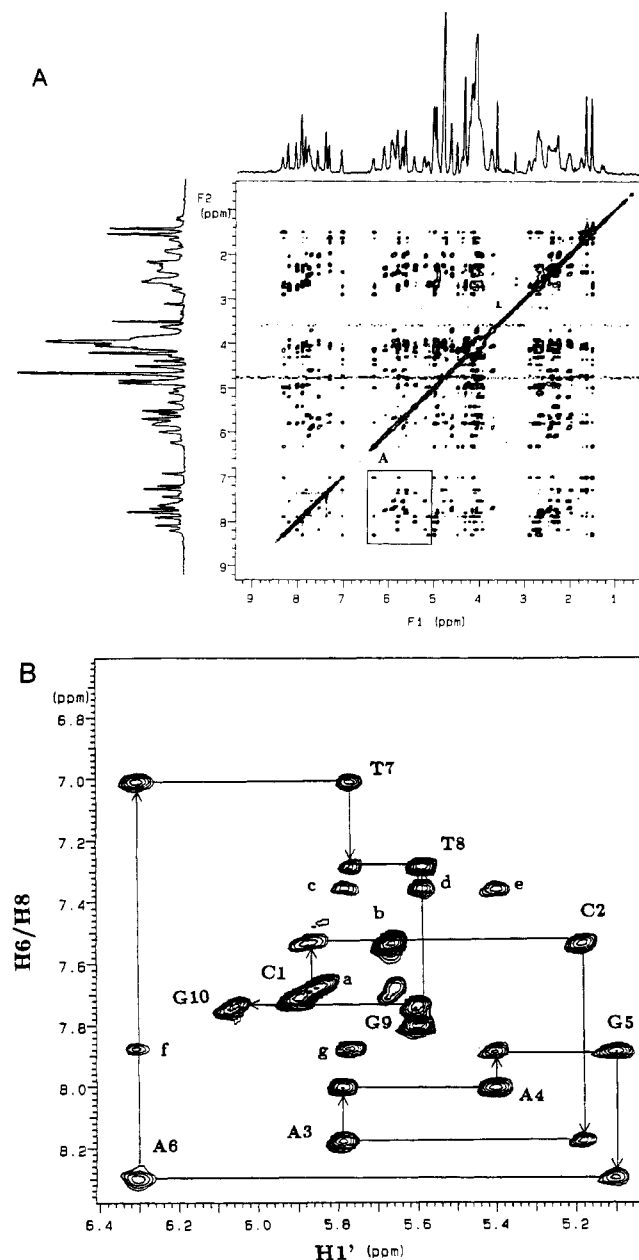 A
F2
(ppm)
2
3
4
5
6
7
8
9
A
9 8 7 6 5 4 3 2 1
F1 (ppm)
B
(ppm)
6.8
7.0
7.2
7.4
7.6
7.8
8.0
8.2
H6/H8
T7
T8
c
d
e
b
C2
C1
a
G10
G9
f
g
G5
A4
A3
A6
6.4 6.2 6.0 5.8 5.6 5.4 5.2
H1' (ppm)